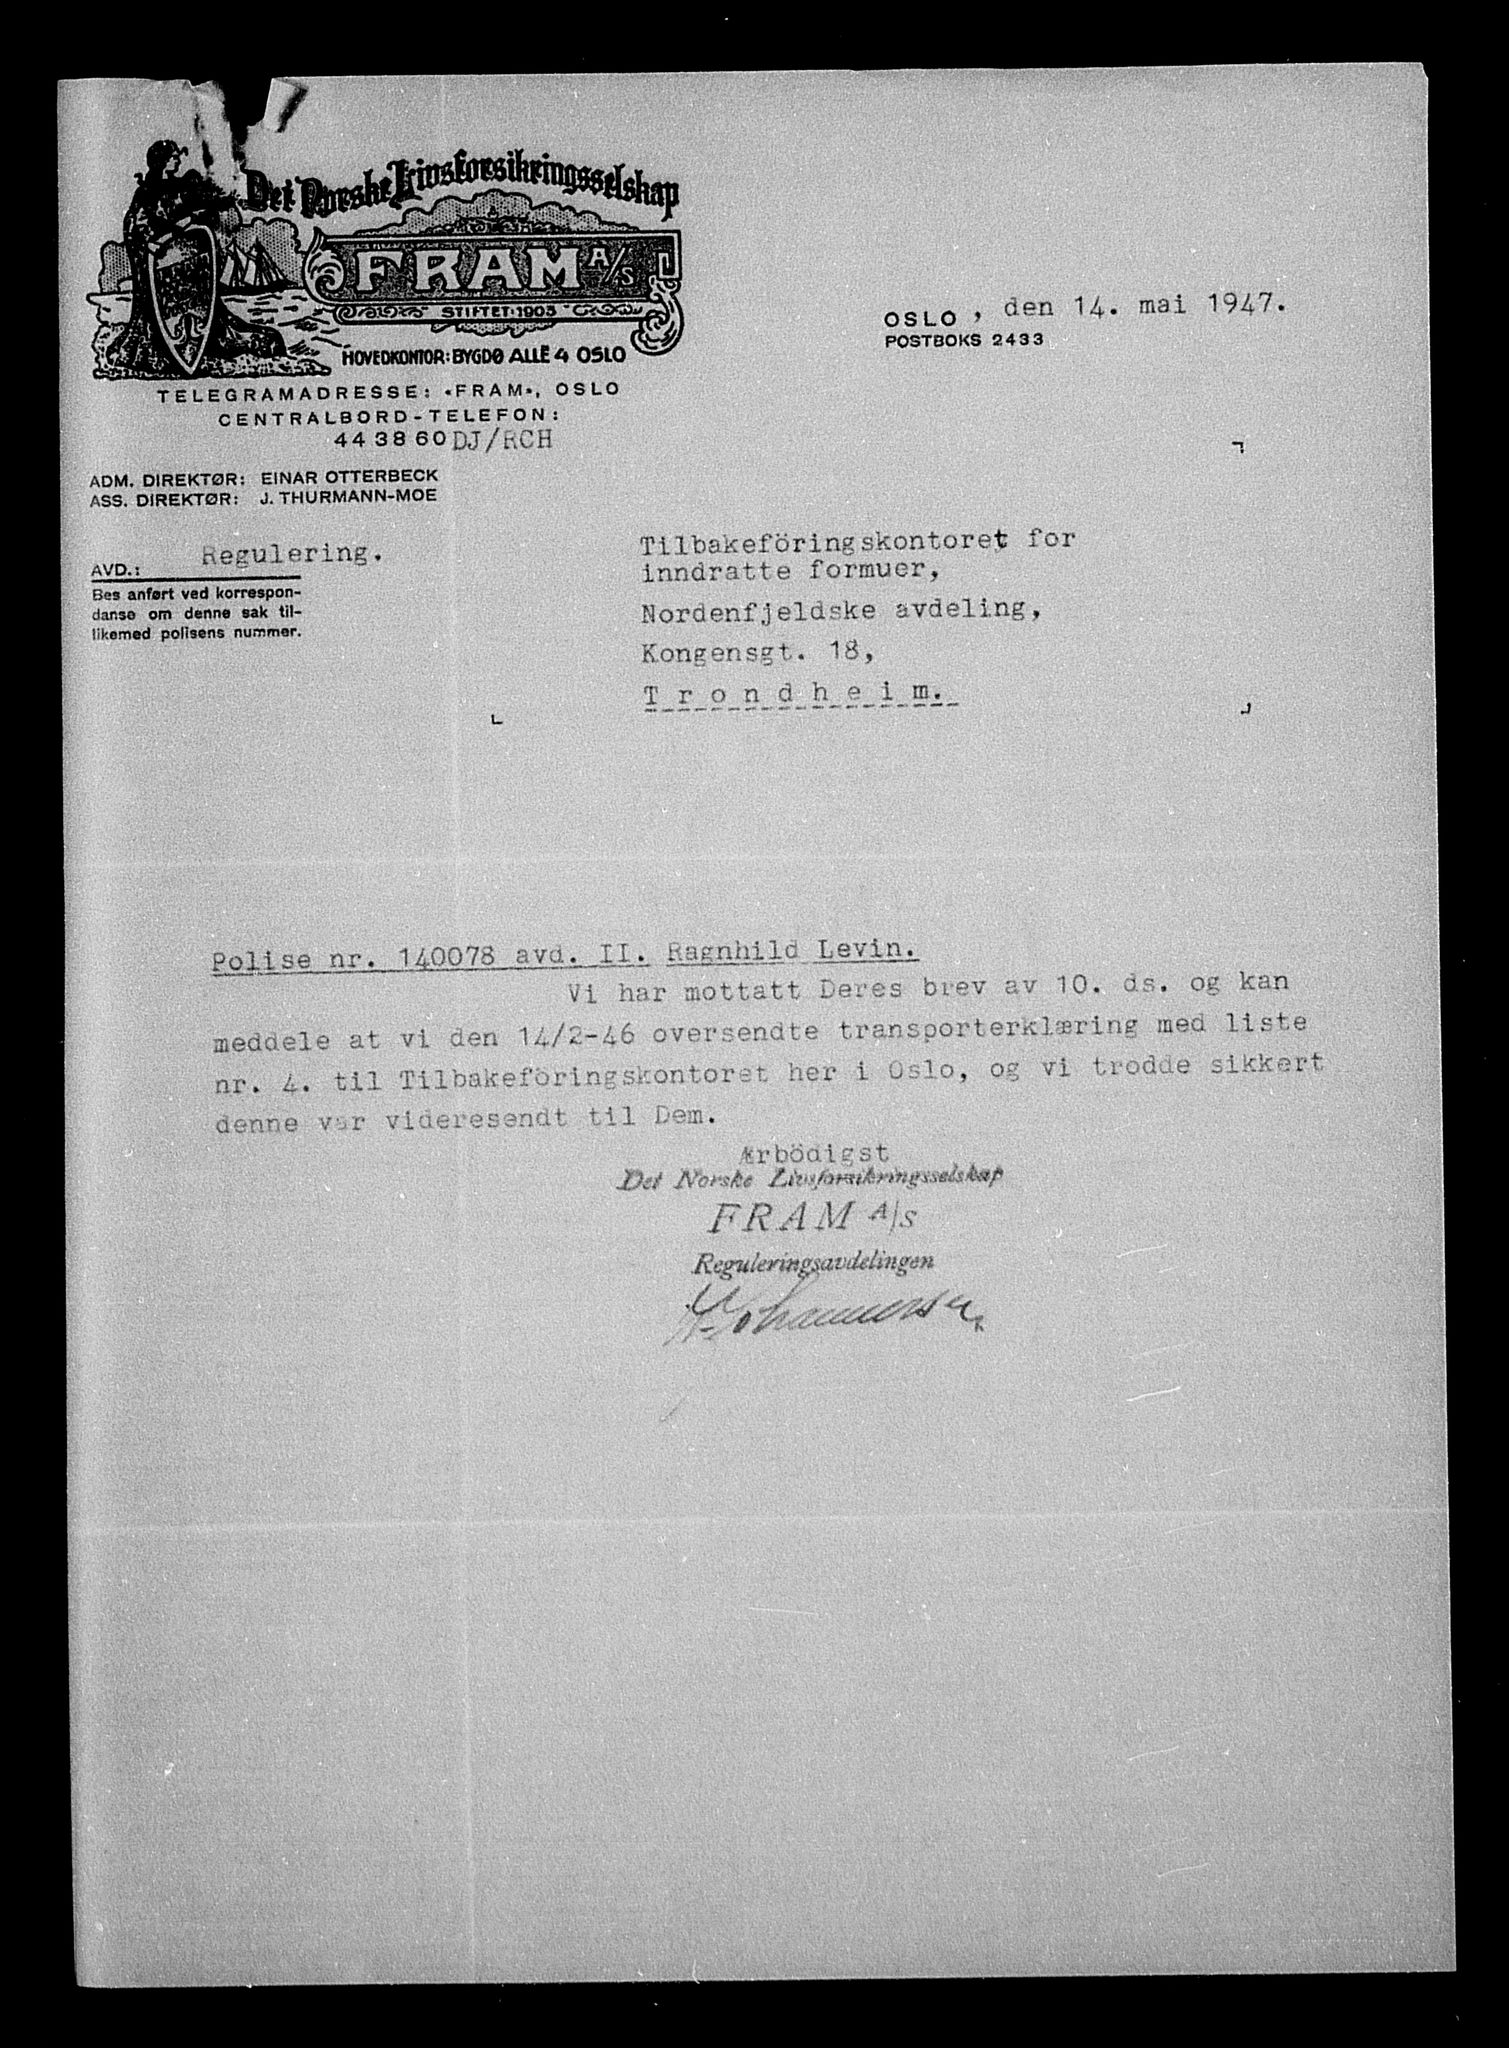 Det Norske Livsforsikringsselskap
FRAM A/S
STIFTET·1905
HOVEDKONTOR: BYGDØ ALLÉ 4 OSLO
TELEGRAMADRESSE: «FRAM», OSLO
CENTRALBORD-TELEFON:
44 38 60 DJ/RCH
OSLO, den 14. mai 1947.
POSTBOKS 2433
ADM. DIREKTØR: EINAR OTTERBECK
ASS. DIREKTØR: J. THURMANN-MOE
AVD.: Regulering.
Bes anført ved korrespon-
danse om denne sak til-
likemed polisens nummer.
Tilbakeföringskontoret for
inndratte formuer,
Nordenfjeldske avdeling,
Kongensgt. 18,
Trondheim.
Polise nr. 140078 avd. II. Ragnhild Levin.
Vi har mottatt Deres brev av 10. ds. og kan
meddele at vi den 14/2-46 oversendte transporterklæring med liste
nr. 4. til Tilbakeföringskontoret her i Oslo, og vi trodde sikkert
denne var videresendt til Dem.
Ærbödigst
Det Norske Livsforsikringsselskap
FRAM A/S
Reguleringsavdelingen
Johannessen